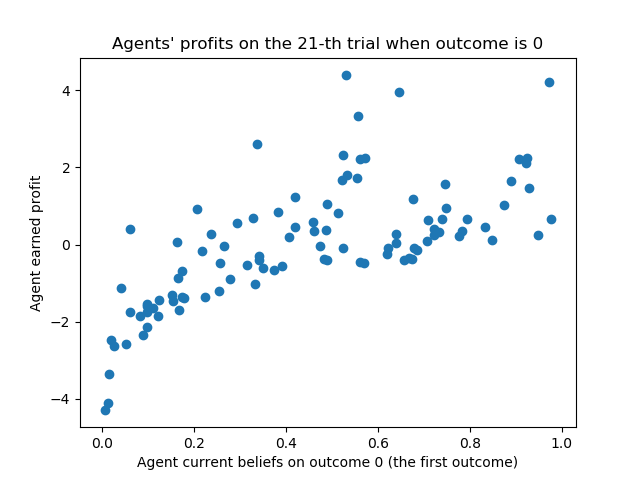 Agents' profits on the 21-th trial when outcome is 0
4
2
0
−2
−4
Agent earned profit
0.0 0.2 0.4 0.6 0.8 1.0
Agent current beliefs on outcome 0 (the first outcome)